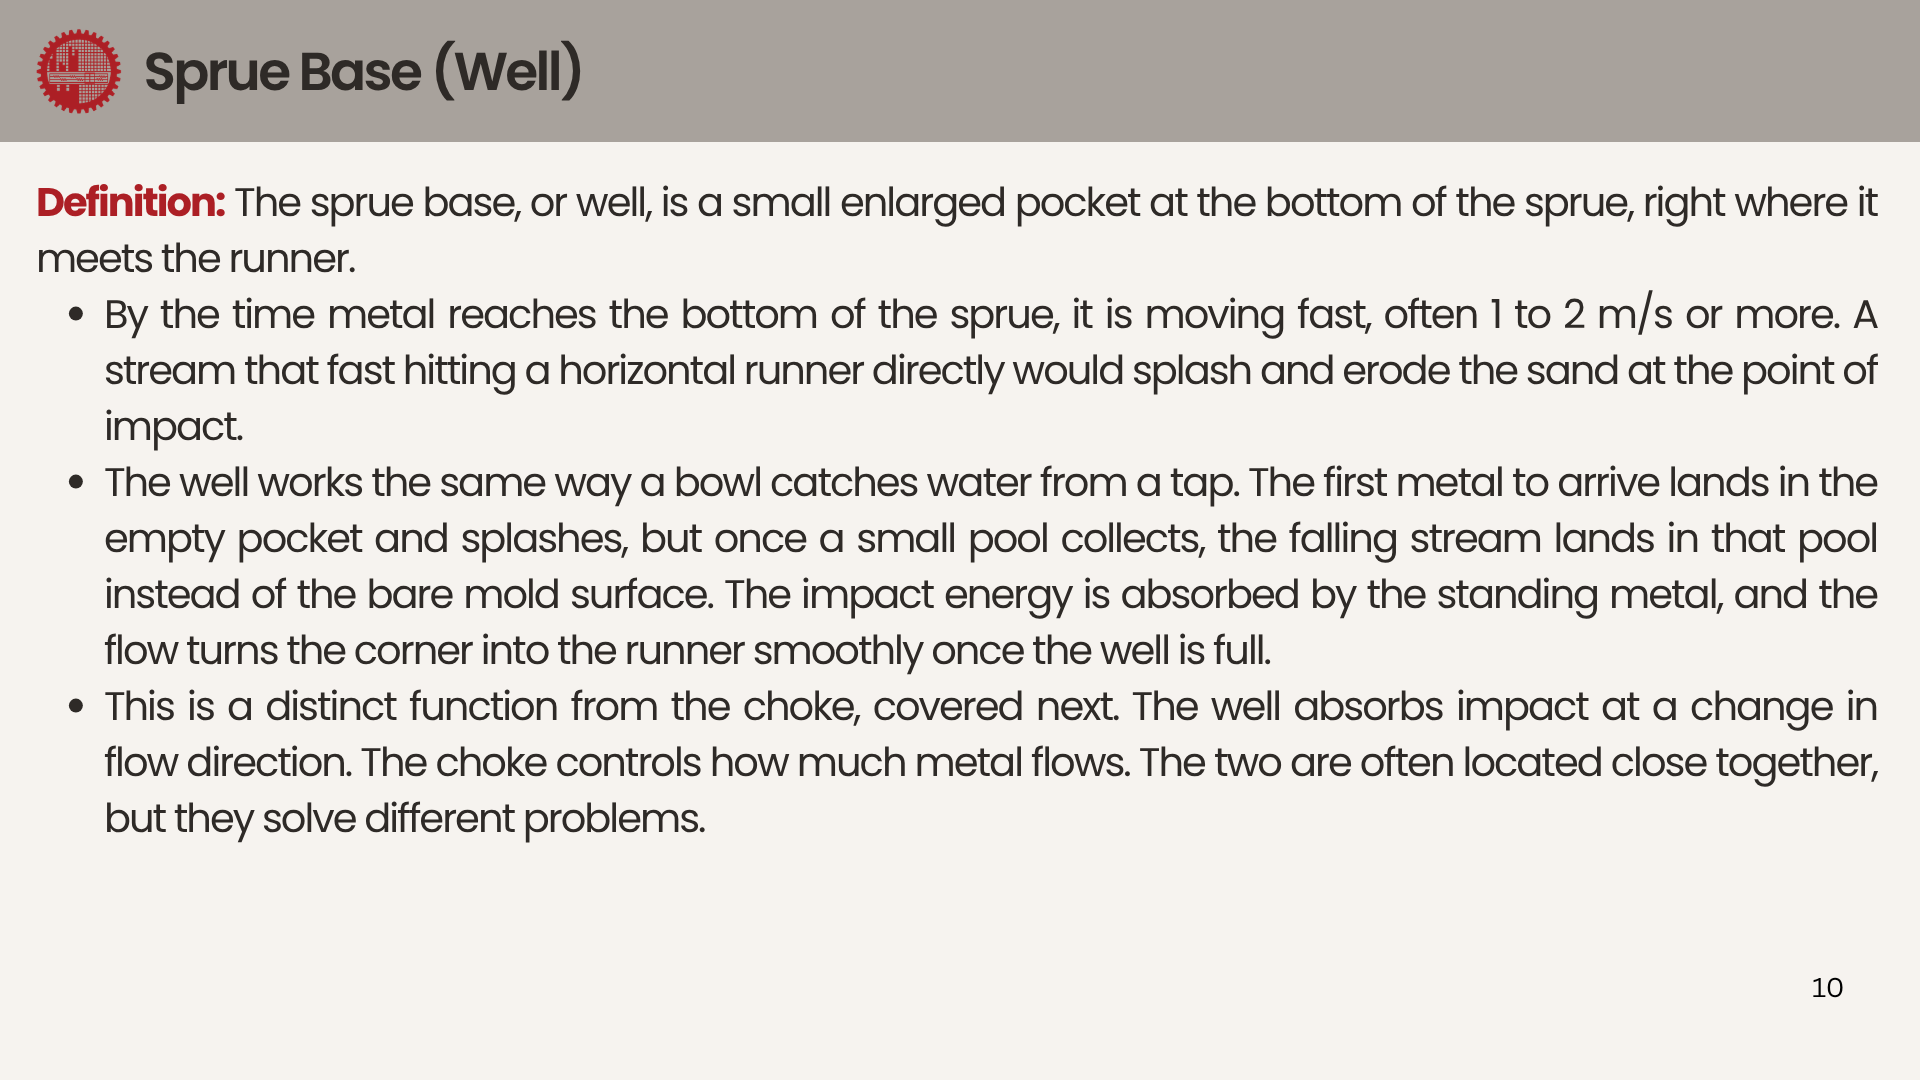 Sprue Base (Well)
Definition: The sprue base, or well, is a small enlarged pocket at the bottom of the sprue, right where it
meets the runner.
• By the time metal reaches the bottom of the sprue, it is moving fast, often 1 to 2 m/s or more. A
stream that fast hitting a horizontal runner directly would splash and erode the sand at the point of
impact.
• The well works the same way a bowl catches water from a tap. The first metal to arrive lands in the
empty pocket and splashes, but once a small pool collects, the falling stream lands in that pool
instead of the bare mold surface. The impact energy is absorbed by the standing metal, and the
flow turns the corner into the runner smoothly once the well is full.
• This is a distinct function from the choke, covered next. The well absorbs impact at a change in
flow direction. The choke controls how much metal flows. The two are often located close together,
but they solve different problems.
10